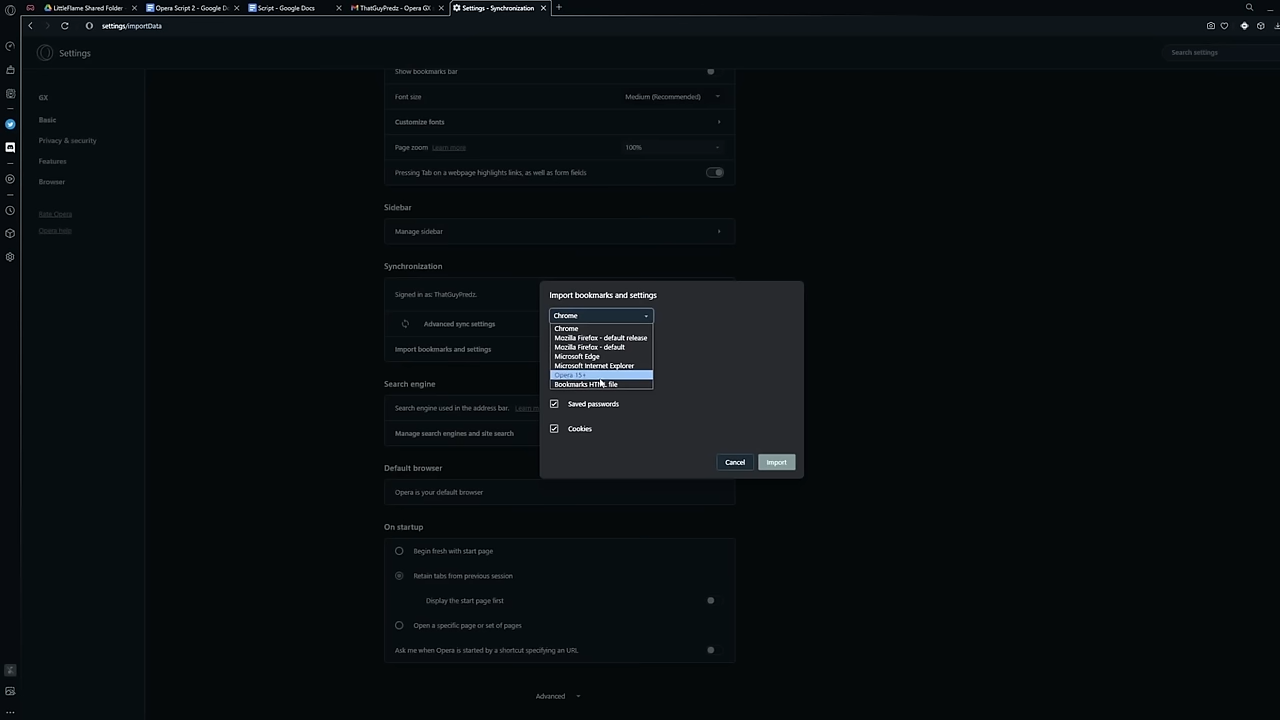 LittleFlame Shared Folder
Opera Script 2 - Google D
Script - Google Docs
ThatGuyPredz - Opera GX
Settings - Synchronization
settings/importData
Settings
Search settings
GX
Basic
Privacy & security
Features
Browser
Rate Opera
Opera help
Show bookmarks bar
Font size
Medium (Recommended)
Customize fonts
Page zoom Learn more
100%
Pressing Tab on a webpage highlights links, as well as form fields
Sidebar
Manage sidebar
Synchronization
Signed in as: ThatGuyPredz.
Advanced sync settings
Import bookmarks and settings
Search engine
Search engine used in the address bar. Learn m
Manage search engines and site search
Default browser
Opera is your default browser
On startup
Begin fresh with start page
Retain tabs from previous session
Display the start page first
Open a specific page or set of pages
Ask me when Opera is started by a shortcut specifying an URL
Advanced
Import bookmarks and settings
Chrome
Chrome
Mozilla Firefox - default release
Mozilla Firefox - default
Microsoft Edge
Microsoft Internet Explorer
Opera 15+
Bookmarks HTML file
Saved passwords
Cookies
Cancel
Import